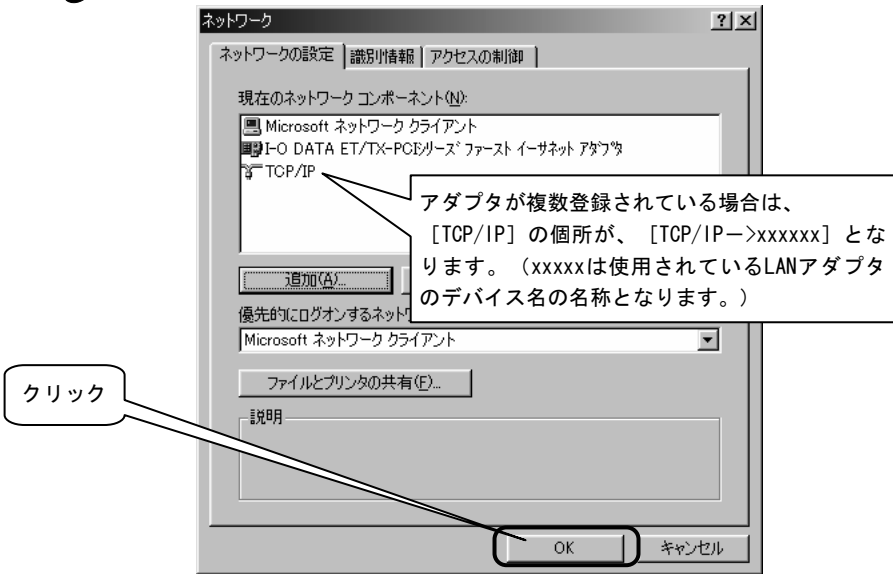 ネットワーク
ネットワークの設定 識別情報 アクセスの制御
現在のネットワーク コンポーネント(N):
Microsoft ネットワーク クライアント
I-O DATA ET/TX-PCIシリーズ ファースト イーサネット アダプタ
TCP/IP
アダプタが複数登録されている場合は、
[TCP/IP] の個所が、 [TCP/IP−>xxxxxx] とな
ります。 (xxxxxは使用されているLANアダプタ
のデバイス名の名称となります。)
追加(A)...
優先的にログオンするネットワ
Microsoft ネットワーク クライアント
ファイルとプリンタの共有(F)...
クリック
説明
OK キャンセル